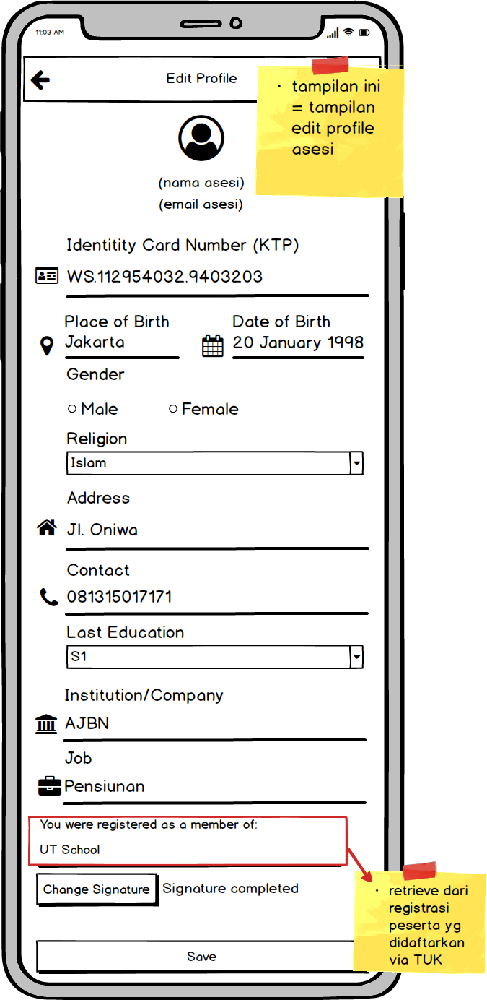 11:03 AM
Edit Profile
• tampilan ini
= tampilan
edit profile
asesi
(nama asesi)
(email asesi)
Identitity Card Number (KTP)
WS.112954032.9403203
Place of Birth
Jakarta
Date of Birth
20 January 1998
Gender
Male
Female
Religion
Islam
Address
Jl. Oniwa
Contact
081315017171
Last Education
S1
Institution/Company
AJBN
Job
Pensiunan
You were registered as a member of:
UT School
Change Signature
Signature completed
• retrieve dari
registrasi
peserta yg
didaftarkan
via TUK
Save